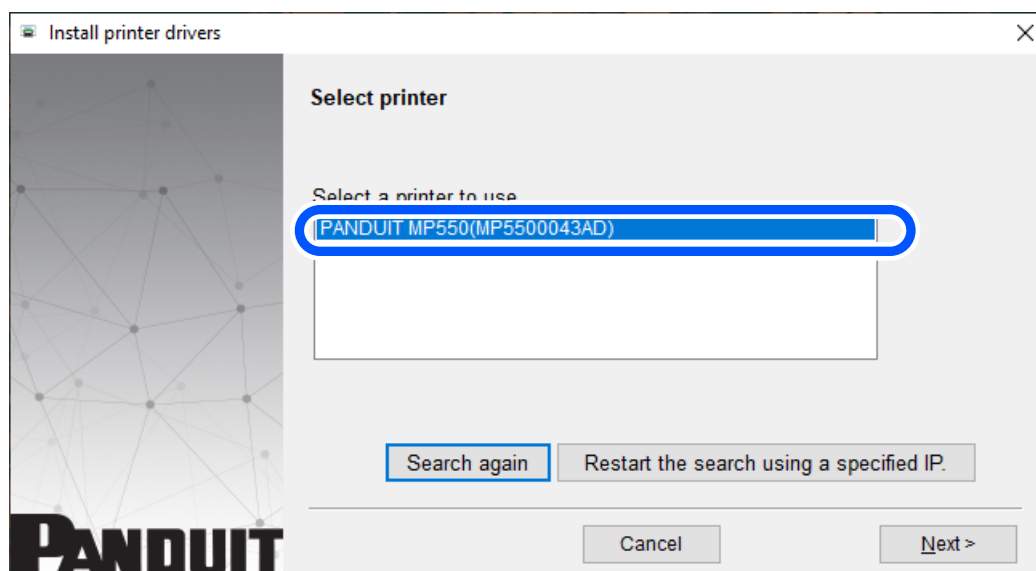 Install printer drivers
Select printer
Select a printer to use
PANDUIT MP550(MP5500043AD)
Search again
Restart the search using a specified IP.
PANDUIT
Cancel
Next >